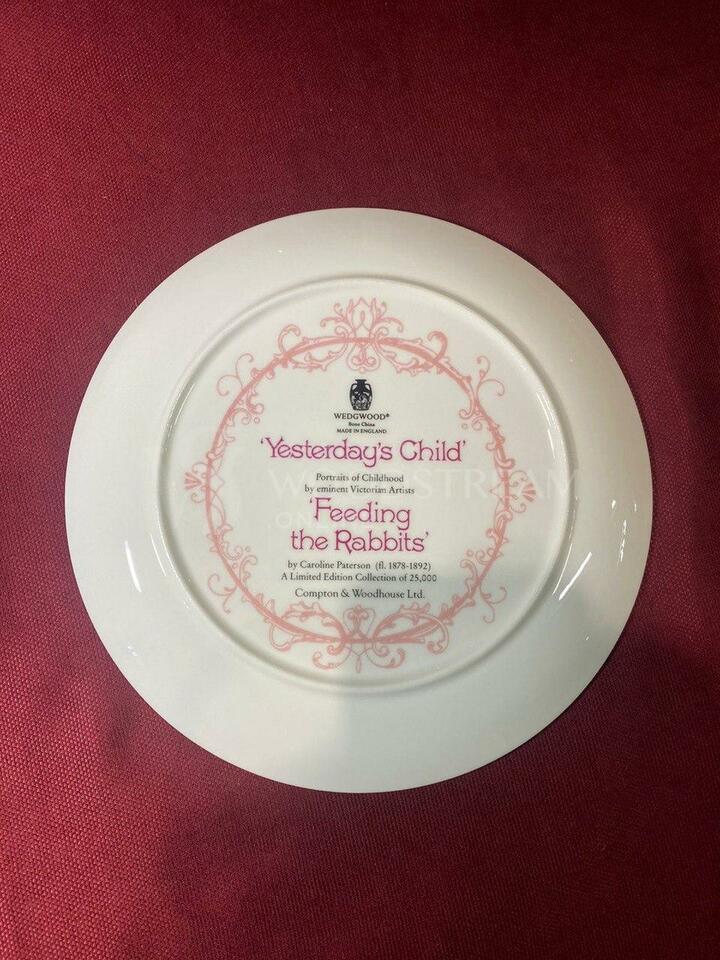 WEDGWOOD®
Bone China
MADE IN ENGLAND
'Yesterday's Child'
Portraits of Childhood
by eminent Victorian Artists
'Feeding
the Rabbits'
by Caroline Paterson (fl. 1878-1892)
A Limited Edition Collection of 25,000
Compton & Woodhouse Ltd.